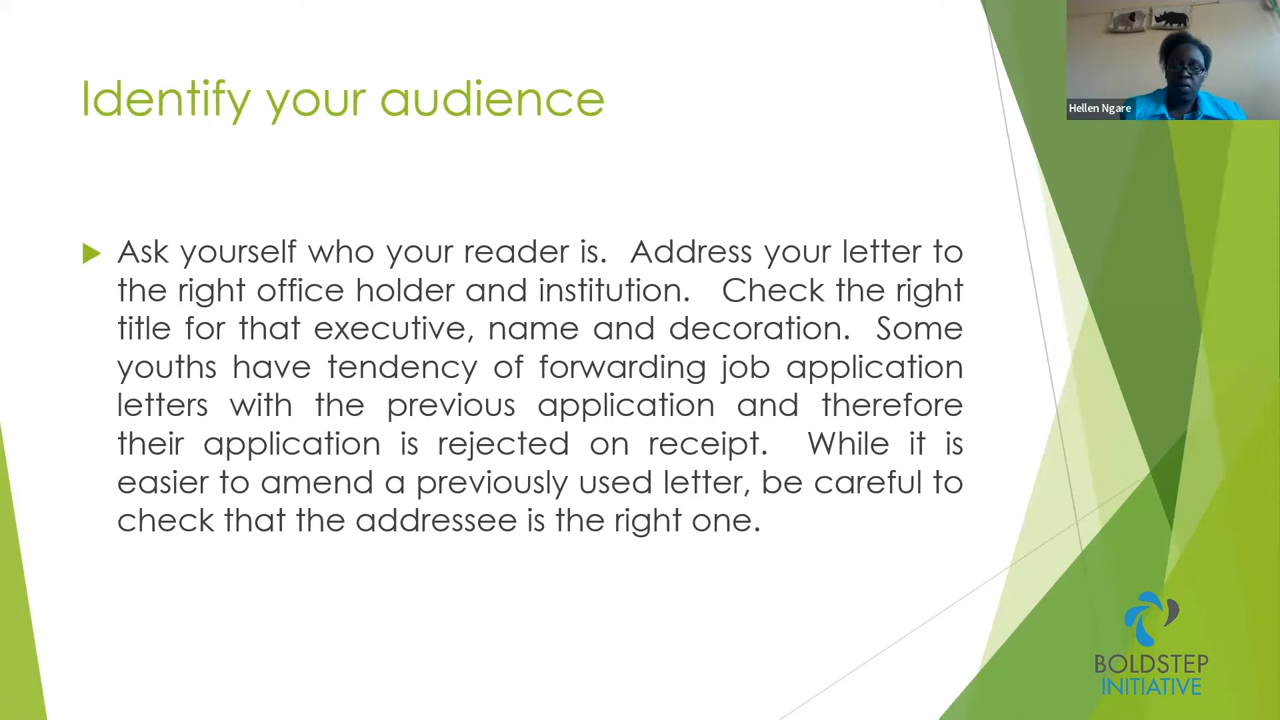 Identify your audience
Hellen Ngare
Ask yourself who your reader is. Address your letter to
the right office holder and institution. Check the right
title for that executive, name and decoration. Some
youths have tendency of forwarding job application
letters with the previous application and therefore
their application is rejected on receipt. While it is
easier to amend a previously used letter, be careful to
check that the addressee is the right one.
BOLDSTEP
INITIATIVE